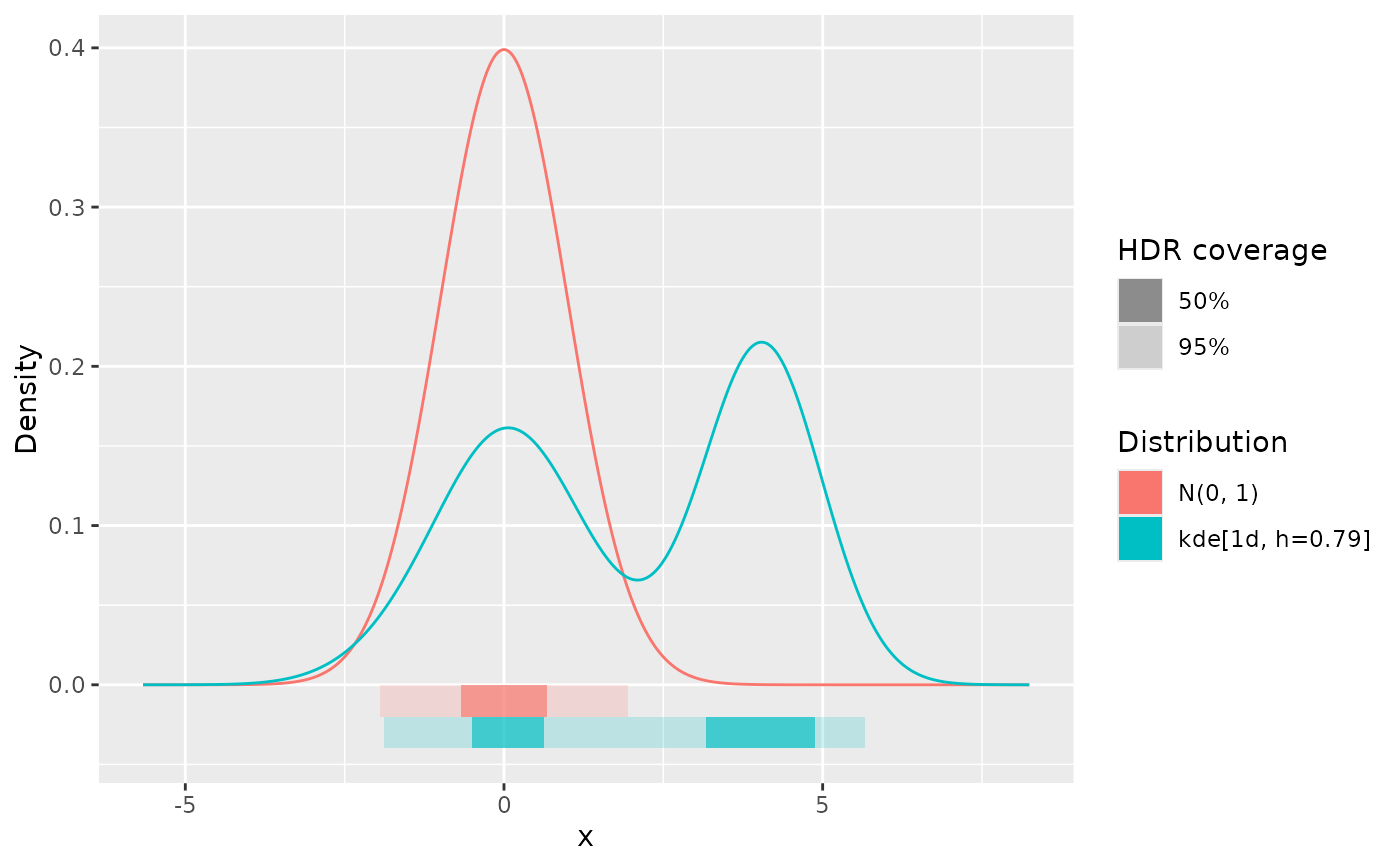 0.4
0.3
0.2
0.1
0.0
Density
-5
0
5
x
HDR coverage
50%
95%
Distribution
N(0, 1)
kde[1d, h=0.79]